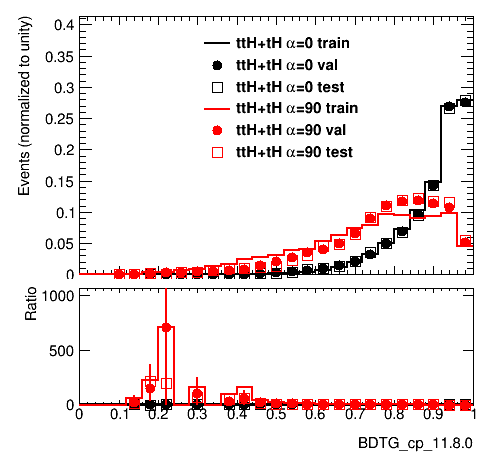 Events (normalized to unity)
0.4
0.35
0.3
0.25
0.2
0.15
0.1
0.05
0
ttH+tH α=0 train
ttH+tH α=0 val
ttH+tH α=0 test
ttH+tH α=90 train
ttH+tH α=90 val
ttH+tH α=90 test
Ratio
1000
500
0
0 0.1 0.2 0.3 0.4 0.5 0.6 0.7 0.8 0.9 1
BDTG_cp_11.8.0